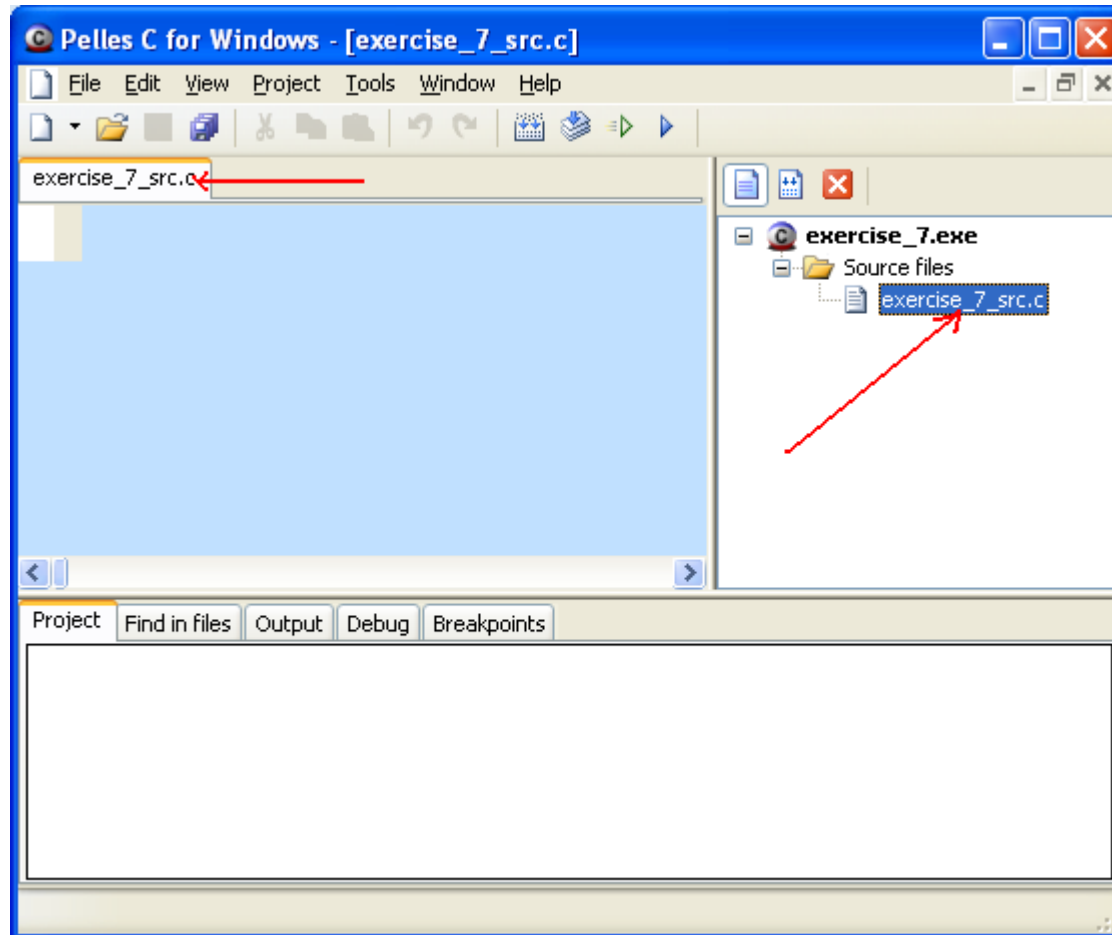 Pelles C for Windows - [exercise_7_src.c]
File Edit View Project Tools Window Help
exercise_7_src.c
exercise_7.exe
Source files
exercise_7_src.c
Project Find in files Output Debug Breakpoints